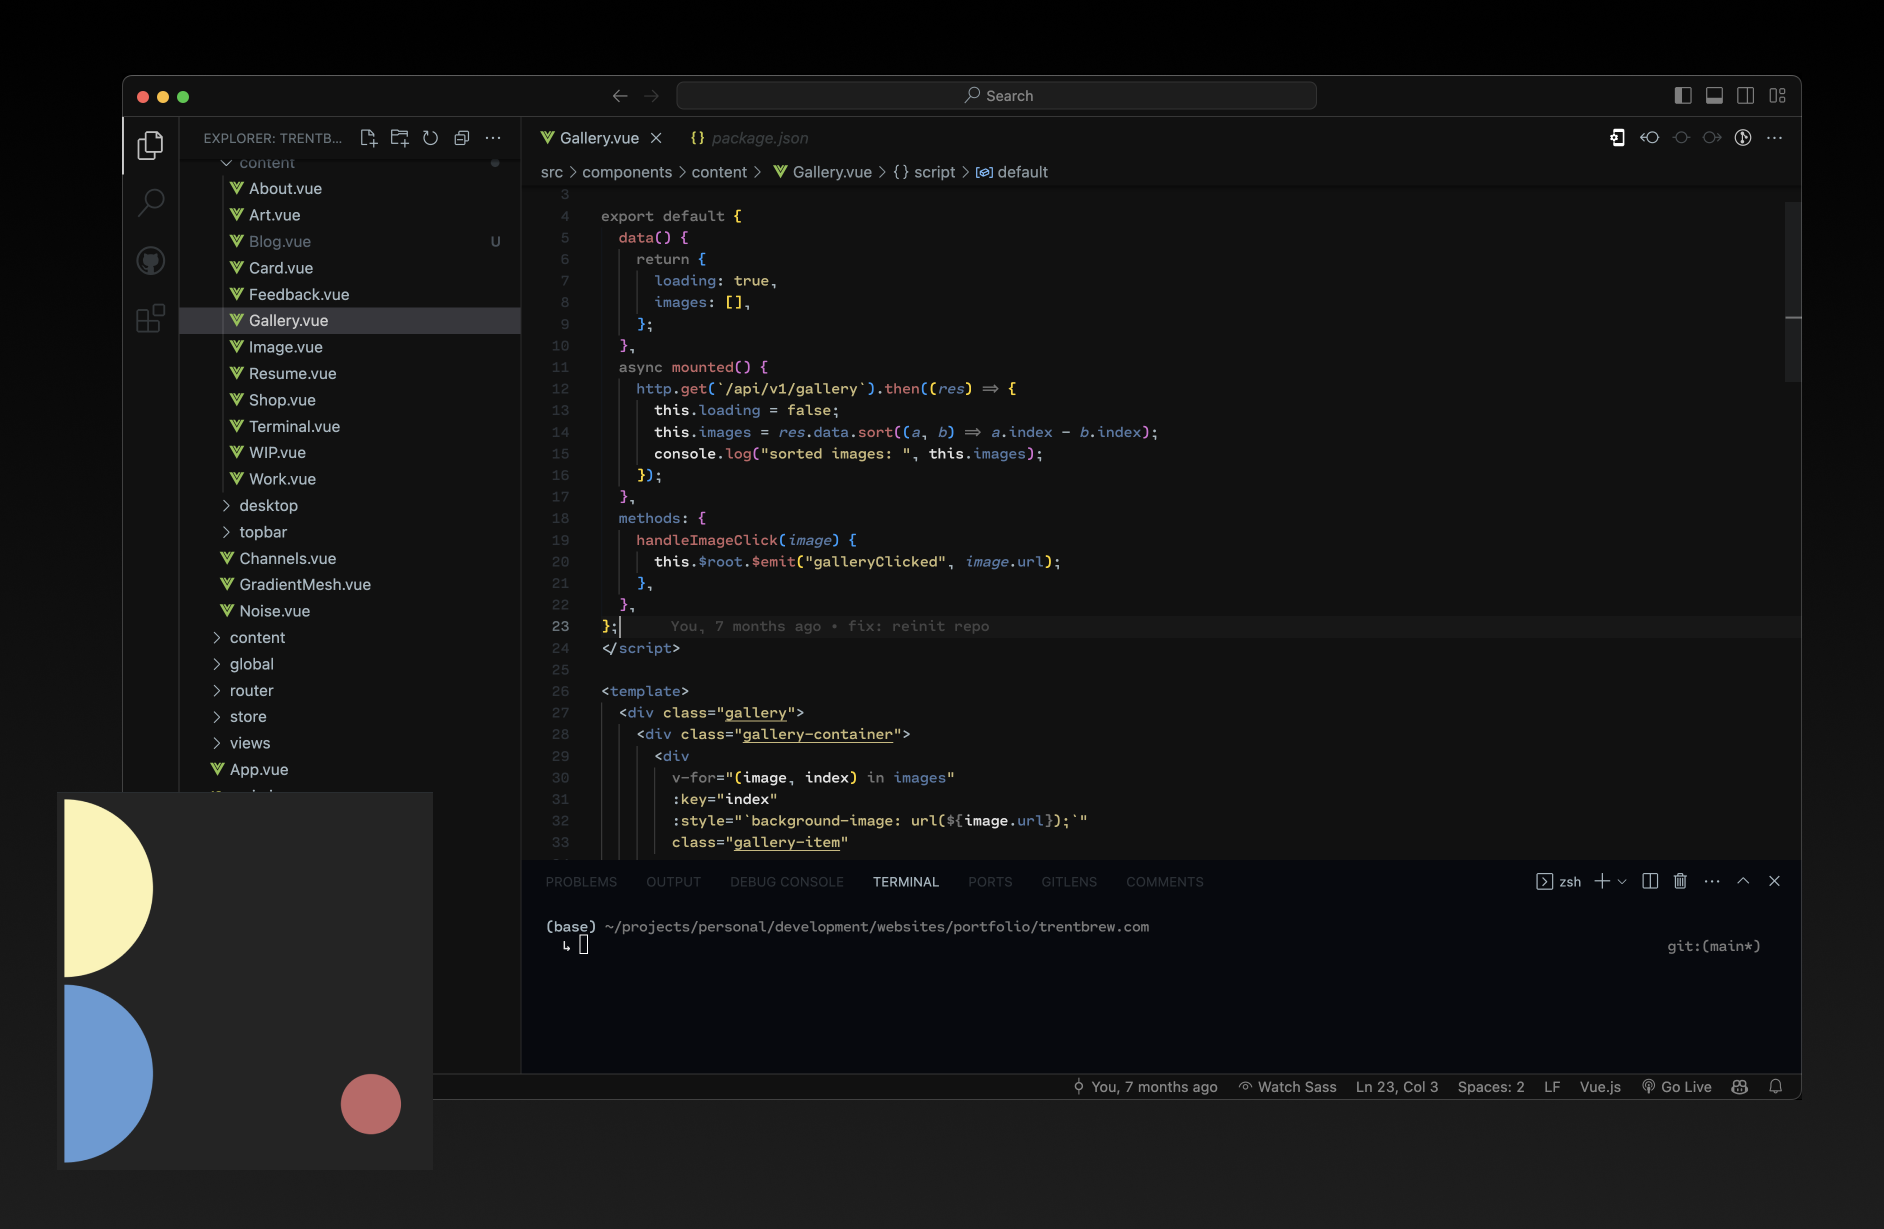 Search
EXPLORER: TRENTB...
content
About.vue
Art.vue
Blog.vue U
Card.vue
Feedback.vue
Gallery.vue
Image.vue
Resume.vue
Shop.vue
Terminal.vue
WIP.vue
Work.vue
desktop
topbar
Channels.vue
GradientMesh.vue
Noise.vue
content
global
router
store
views
App.vue
Gallery.vue
{} package.json
src > components > content > Gallery.vue > {} script > default
3
4 export default {
5 data() {
6 return {
7 loading: true,
8 images: [],
9 };
10 },
11 async mounted() {
12 http.get(`/api/v1/gallery`).then((res) => {
13 this.loading = false;
14 this.images = res.data.sort((a, b) => a.index - b.index);
15 console.log("sorted images: ", this.images);
16 });
17 },
18 methods: {
19 handleImageClick(image) {
20 this.$root.$emit("galleryClicked", image.url);
21 },
22 },
23 }; You, 7 months ago • fix: reinit repo
24 </script>
25
26 <template>
27 <div class="gallery">
28 <div class="gallery-container">
29 <div
30 v-for="(image, index) in images"
31 :key="index"
32 :style="`background-image: url(${image.url});`"
33 class="gallery-item"
PROBLEMS OUTPUT DEBUG CONSOLE TERMINAL PORTS GITLENS COMMENTS
zsh
(base) ~/projects/personal/development/websites/portfolio/trentbrew.com
↳
git:(main*)
You, 7 months ago Watch Sass Ln 23, Col 3 Spaces: 2 LF Vue.js Go Live